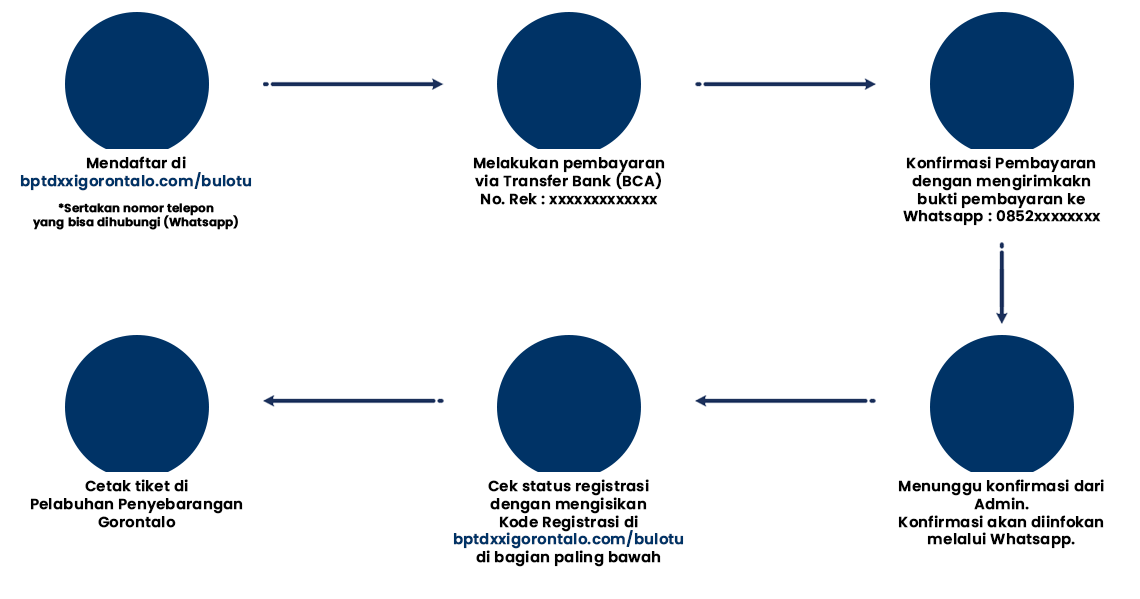 Mendaftar di
bptdxxigorontalo.com/bulotu
*Sertakan nomor telepon
yang bisa dihubungi (Whatsapp)
Melakukan pembayaran
via Transfer Bank (BCA)
No. Rek : xxxxxxxxxxxxx
Konfirmasi Pembayaran
dengan mengirimkakn
bukti pembayaran ke
Whatsapp : 0852xxxxxxxx
Menunggu konfirmasi dari
Admin.
Konfirmasi akan diinfokan
melalui Whatsapp.
Cek status registrasi
dengan mengisikan
Kode Registrasi di
bptdxxigorontalo.com/bulotu
di bagian paling bawah
Cetak tiket di
Pelabuhan Penyebarangan
Gorontalo